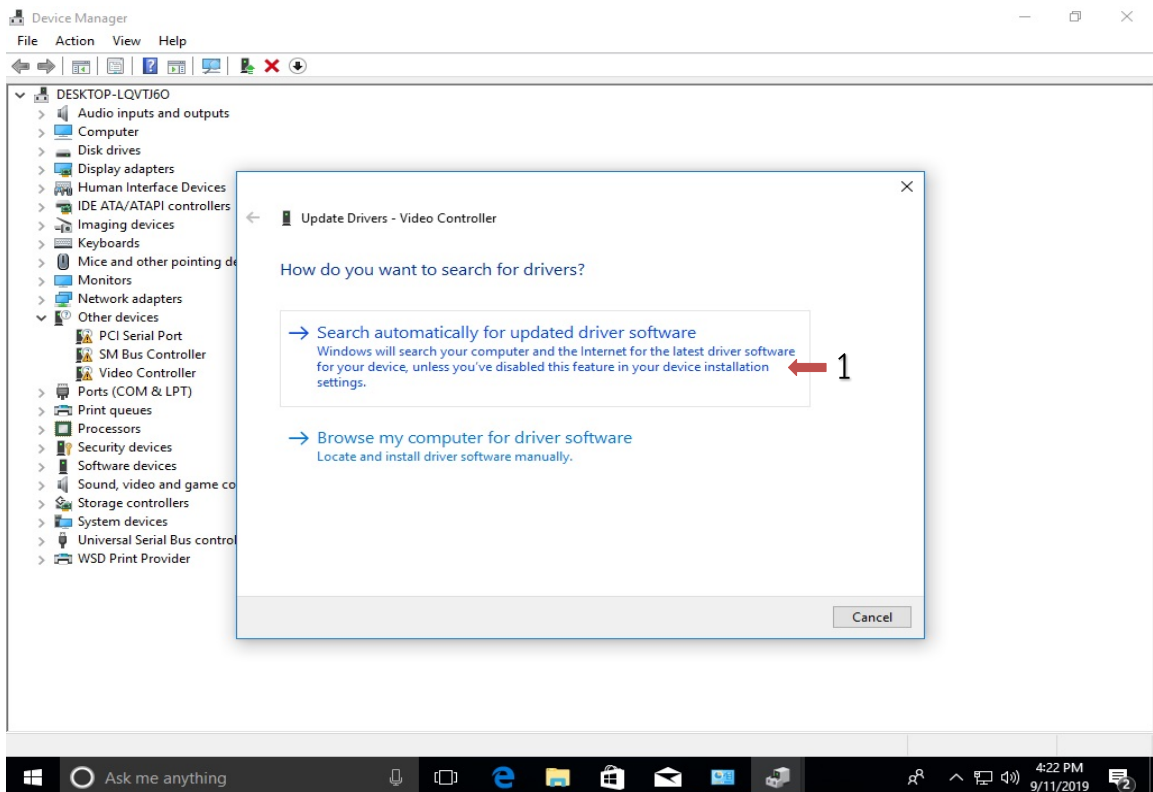 Device Manager
File Action View Help
DESKTOP-LQVTJ6O
Audio inputs and outputs
Computer
Disk drives
Display adapters
Human Interface Devices
IDE ATA/ATAPI controllers
Imaging devices
Keyboards
Mice and other pointing de
Monitors
Network adapters
Other devices
PCI Serial Port
SM Bus Controller
Video Controller
Ports (COM & LPT)
Print queues
Processors
Security devices
Software devices
Sound, video and game co
Storage controllers
System devices
Universal Serial Bus control
WSD Print Provider
Update Drivers - Video Controller
How do you want to search for drivers?
Search automatically for updated driver software
Windows will search your computer and the Internet for the latest driver software
for your device, unless you've disabled this feature in your device installation
settings.
1
Browse my computer for driver software
Locate and install driver software manually.
Cancel
Ask me anything
4:22 PM
9/11/2019
2